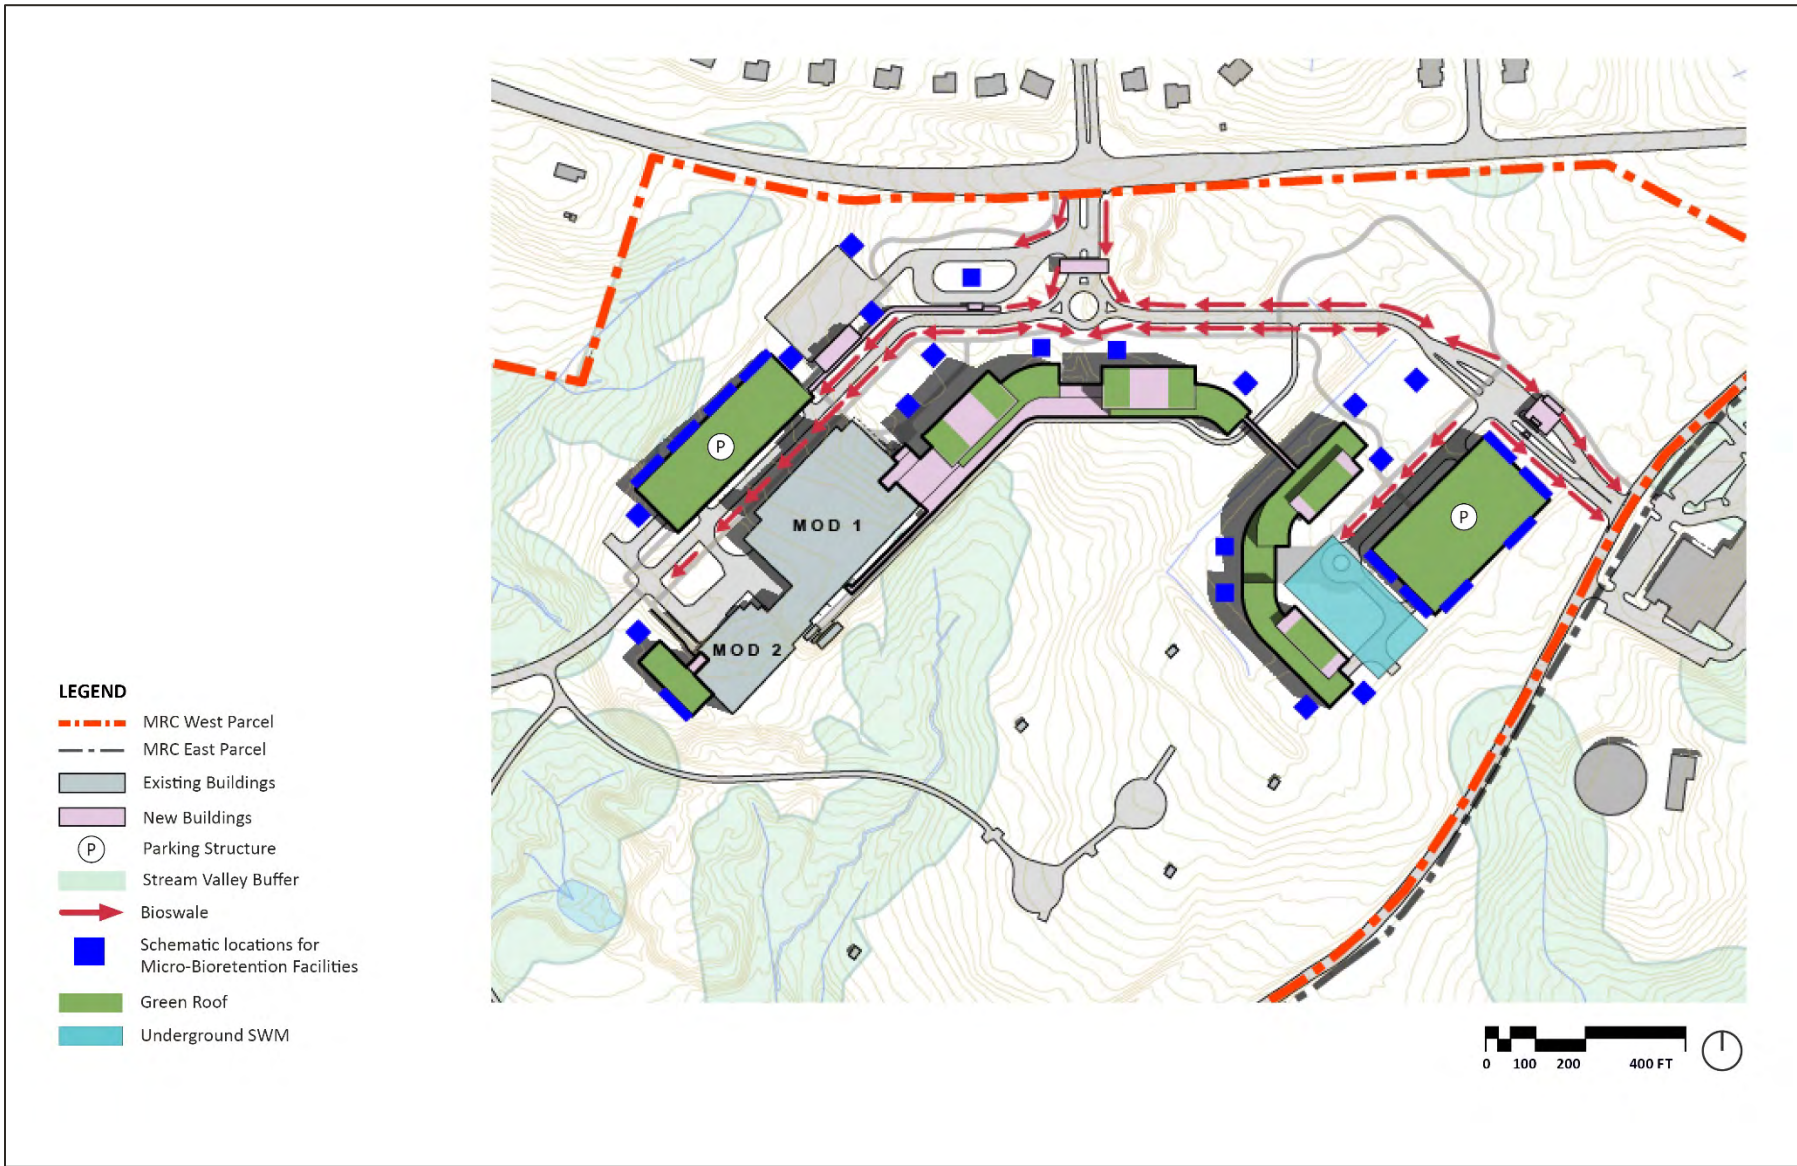 P
MOD 1
P
MOD 2
LEGEND
MRC West Parcel
MRC East Parcel
Existing Buildings
New Buildings
P Parking Structure
Stream Valley Buffer
Bioswale
Schematic locations for
Micro-Bioretention Facilities
Green Roof
Underground SWM
0 100 200 400 FT